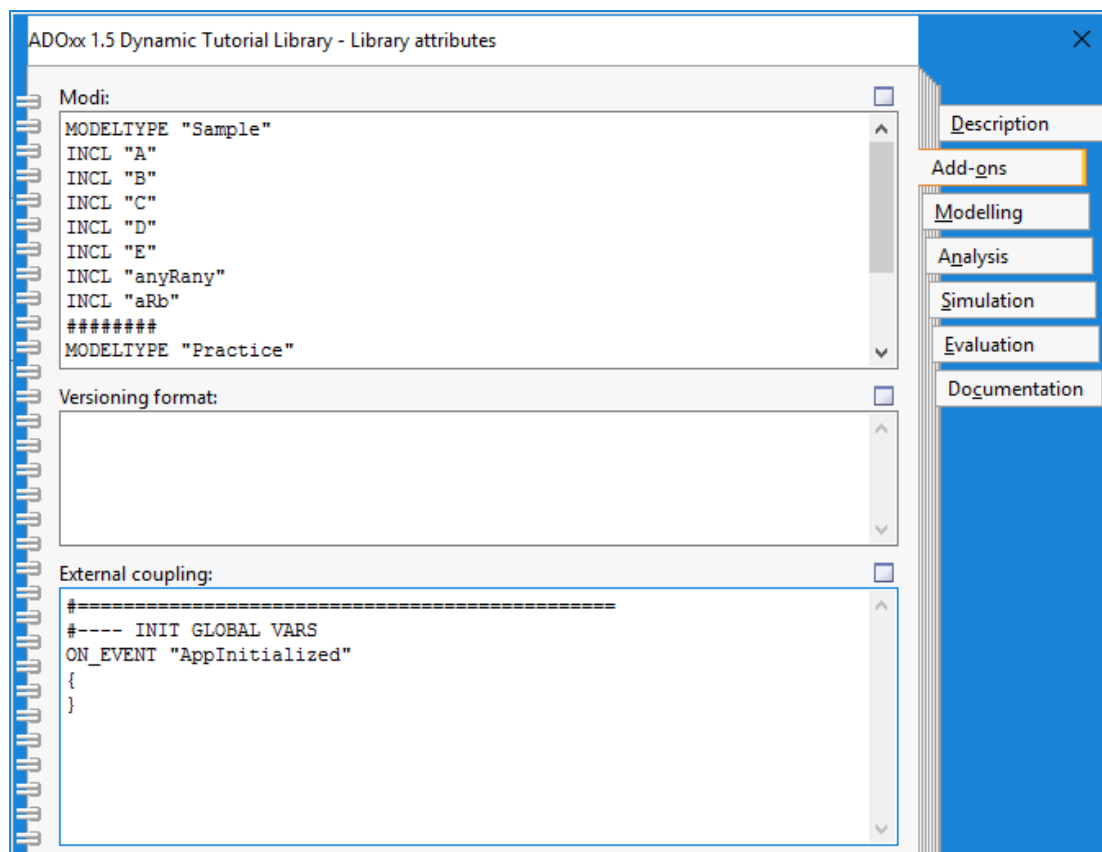 ADOxx 1.5 Dynamic Tutorial Library - Library attributes
Modi:
MODELTYPE "Sample"
INCL "A"
INCL "B"
INCL "C"
INCL "D"
INCL "E"
INCL "anyRany"
INCL "aRb"
########
MODELTYPE "Practice"
Versioning format:
External coupling:
#===============================================
#---- INIT GLOBAL VARS
ON_EVENT "AppInitialized"
{
}
Description
Add-ons
Modelling
Analysis
Simulation
Evaluation
Documentation